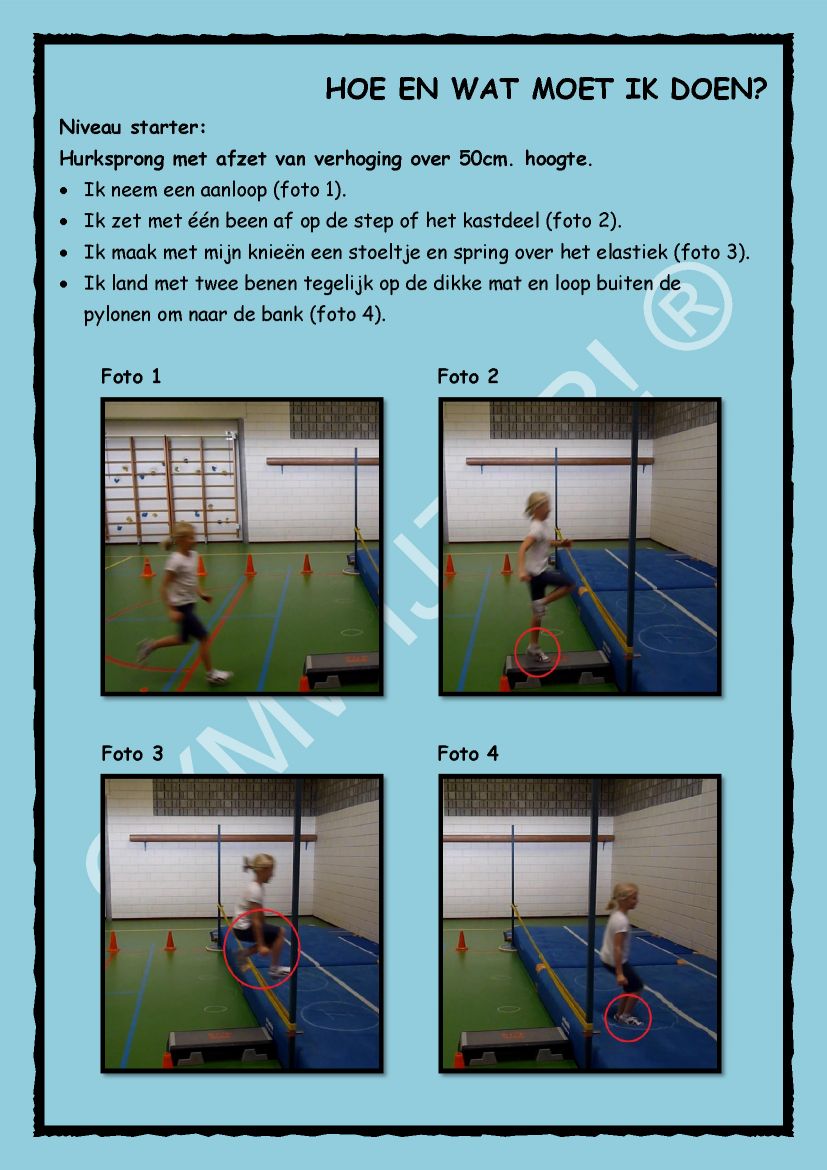 HOE EN WAT MOET IK DOEN?
Niveau starter:
Hurksprong met afzet van verhoging over 50cm. hoogte.
• Ik neem een aanloop (foto 1).
• Ik zet met één been af op de step of het kastdeel (foto 2).
• Ik maak met mijn knieën een stoeltje en spring over het elastiek (foto 3).
• Ik land met twee benen tegelijk op de dikke mat en loop buiten de
pylonen om naar de bank (foto 4).
Foto 1
Foto 2
Foto 3
Foto 4